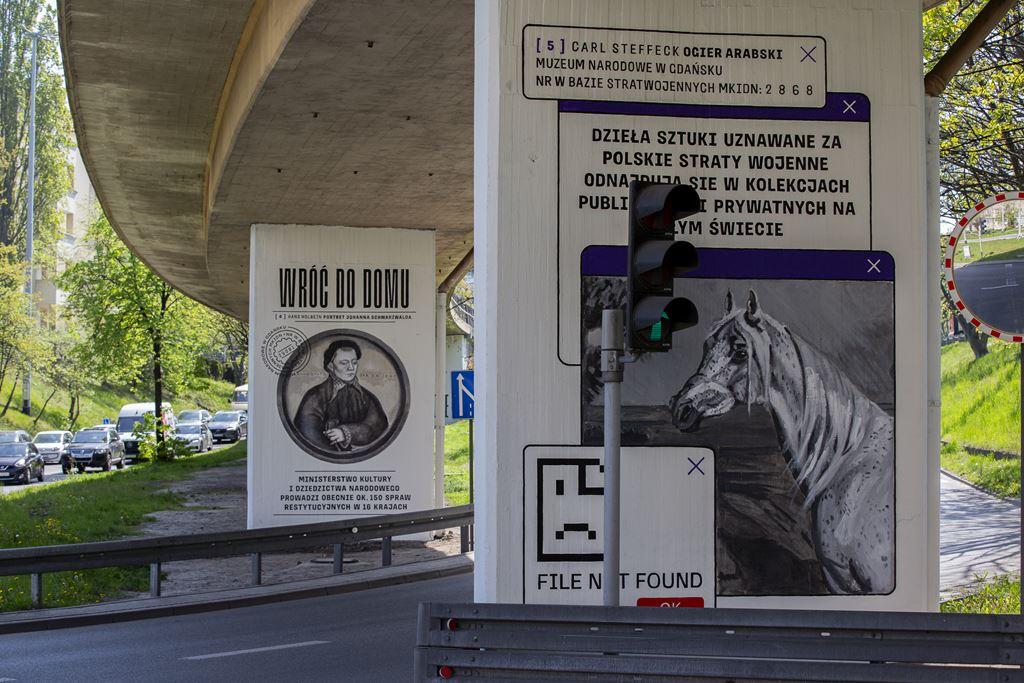 [5] CARL STEFFECK OGIER ARABSKI
MUZEUM NARODOWE W GDAŃSKU
NR W BAZIE STRAT WOJENNYCH MKIDN: 2 8 6 8
DZIEŁA SZTUKI UZNAWANE ZA
POLSKIE STRATY WOJENNE
SIĘ W KOLEKCJACH
PRYWATNYCH NA
ŚWIECIE
FILE FOUND
OK
WRÓĆ DO DOMU
[4] HANS HOLBEIN PORTRET JOHANNA SCHWARZWALDA
MINISTERSTWO KULTURY
I DZIEDZICTWA NARODOWEGO
PROWADZI OBECNIE OK. 150 SPRAW
RESTYTUCYJNYCH W 16 KRAJACH